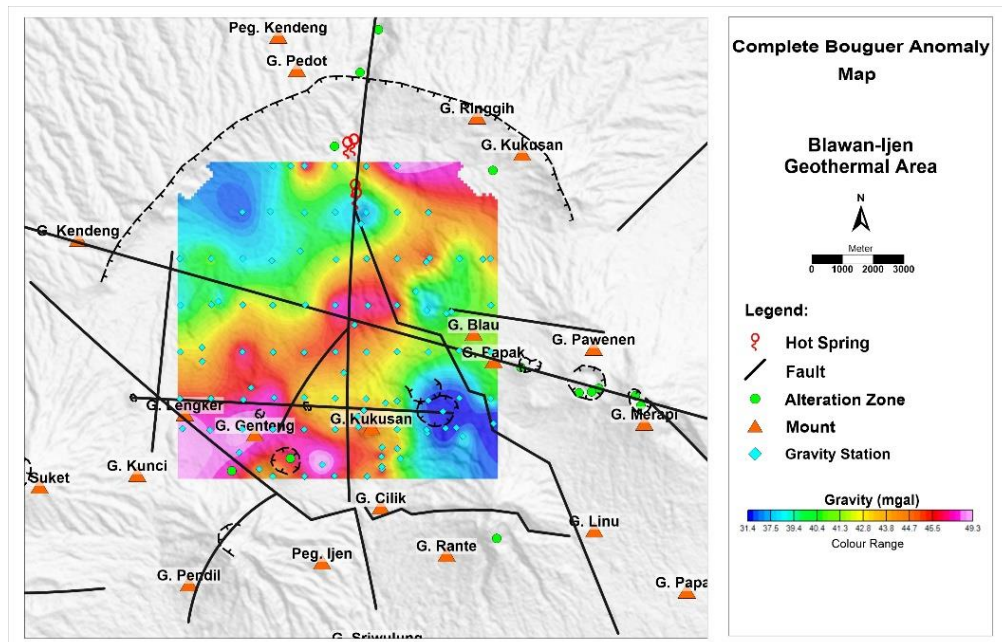 Peg. Kendeng
G. Pedot
G. Ringgih
G. Kukusan
G. Kendeng
G. Blau
G. Papak
G. Pawenen
G. Lengker
G. Genteng
G. Kukusan
G. Merapi
G. Kunci
Suket
G. Cilik
G. Linu
Peg. Ijen
G. Rante
G. Pendil
G. Papa
G. Sriwulung
Complete Bouguer Anomaly
Map
Blawan-Ijen
Geothermal Area
N
Meter
0 1000 2000 3000
Legend:
Hot Spring
Fault
Alteration Zone
Mount
Gravity Station
Gravity (mgal)
31.4 37.5 39.4 40.4 41.3 42.8 43.8 44.7 45.5 49.3
Colour Range